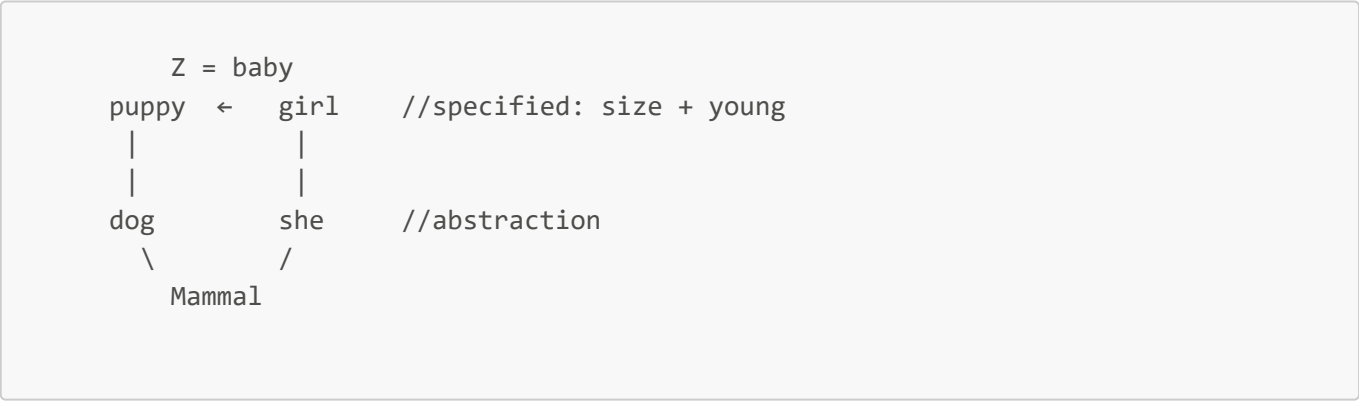 Z = baby
puppy ← girl //specified: size + young
| |
| |
dog she //abstraction
\ /
Mammal